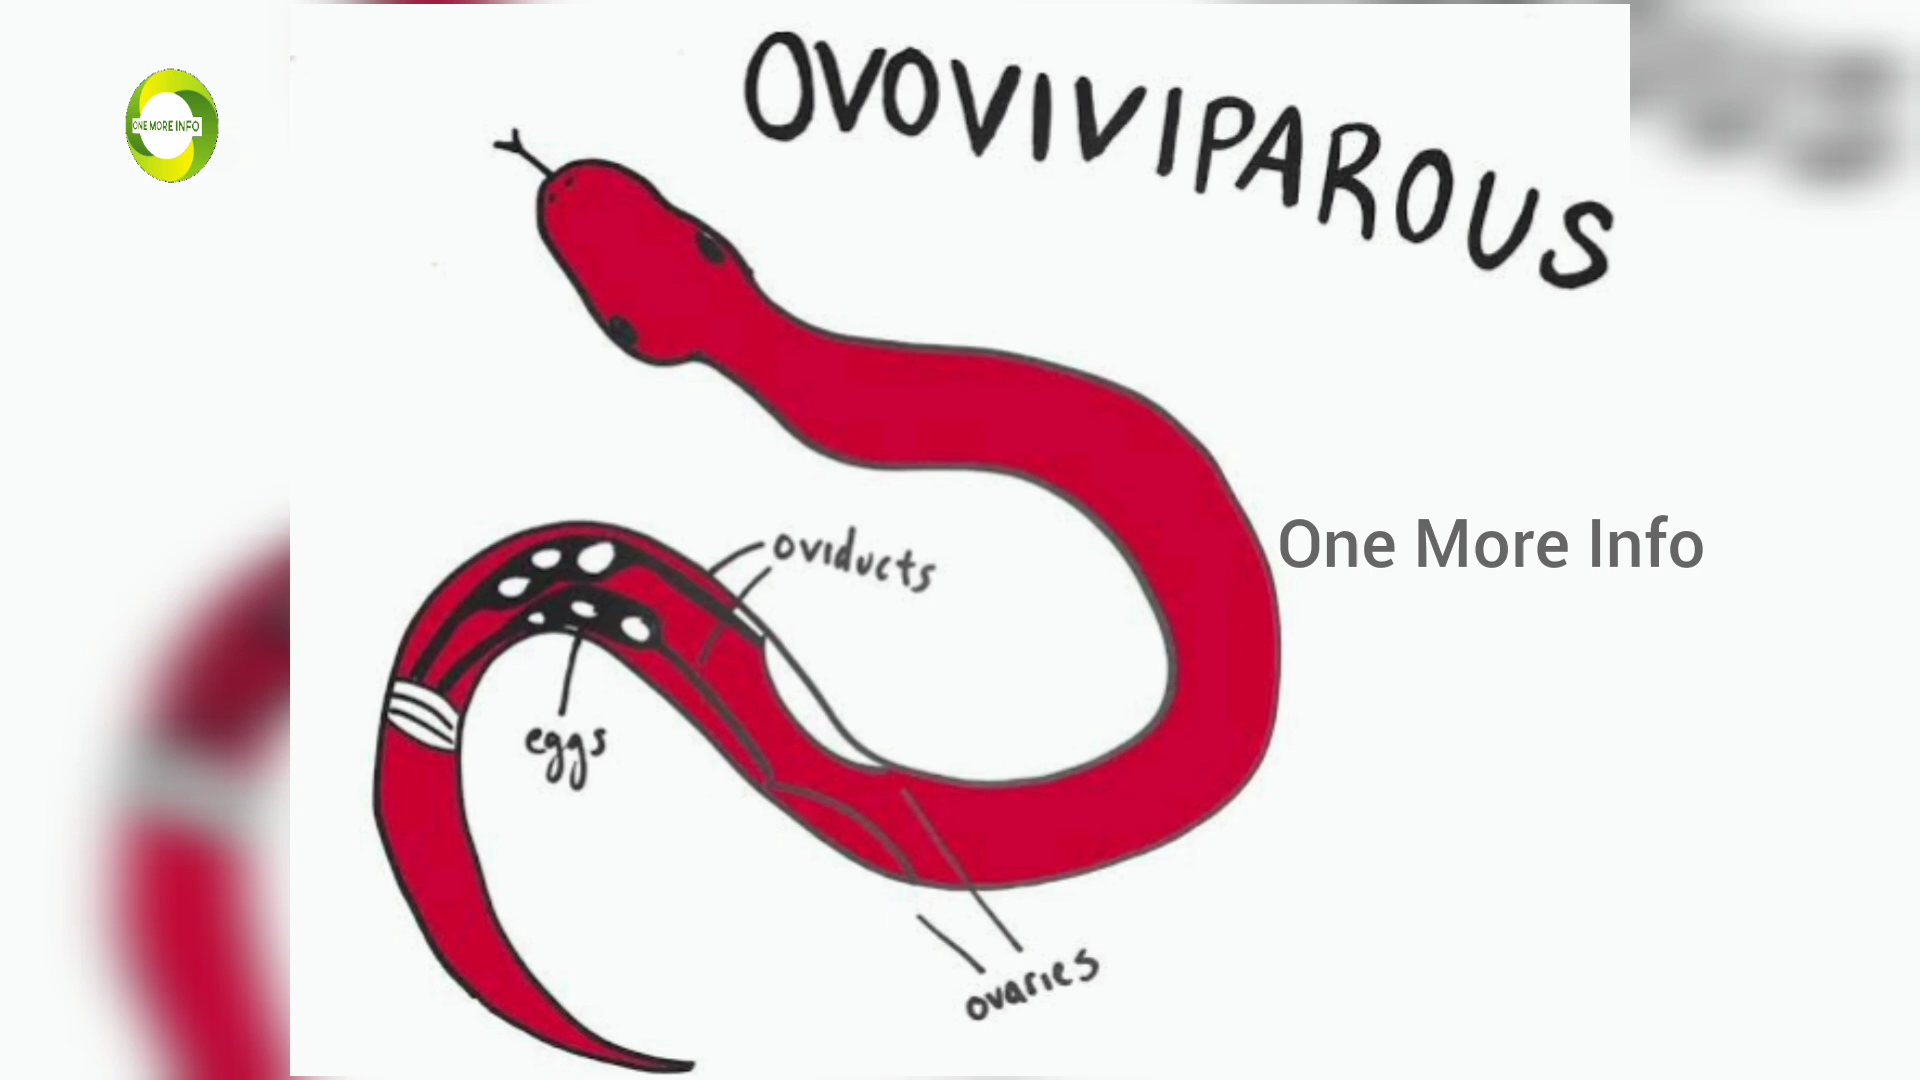 OVOVIVIPAROUS
ONE MORE INFO
oviducts
One More Info
eggs
ovaries